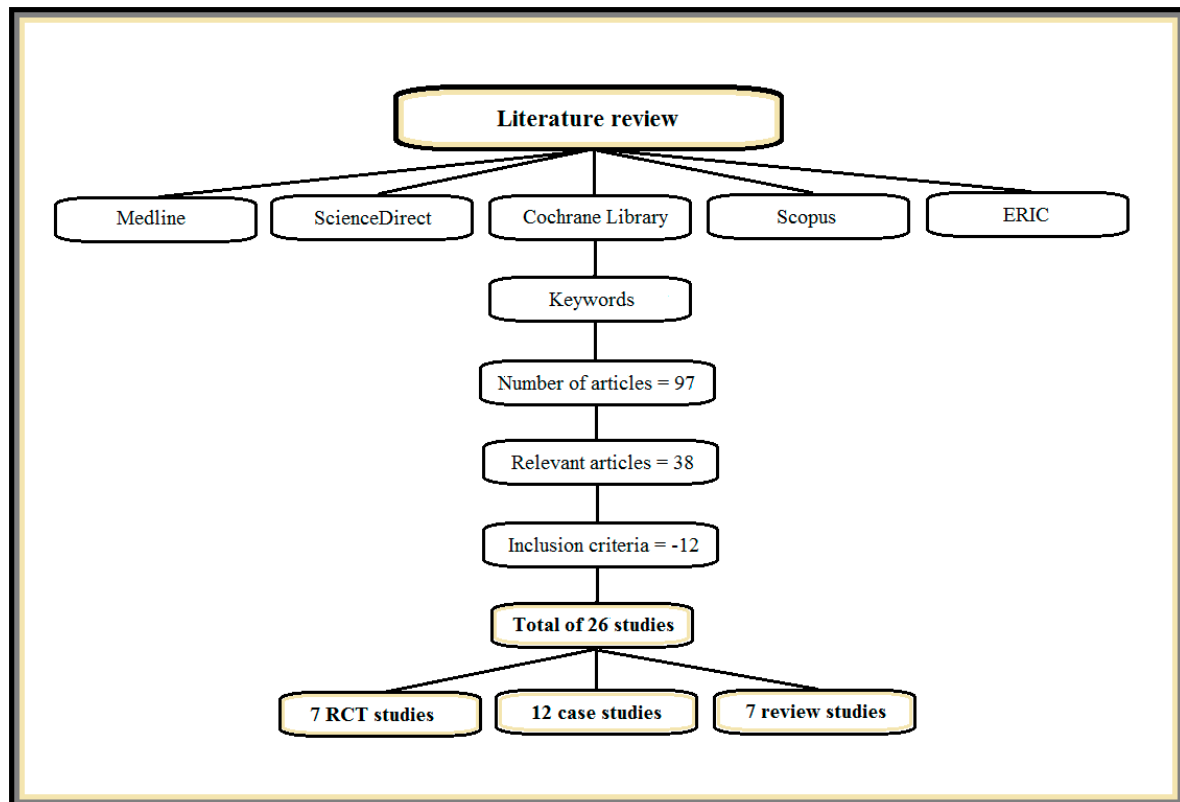 Literature review
Medline
ScienceDirect
Cochrane Library
Scopus
ERIC
Keywords
Number of articles = 97
Relevant articles = 38
Inclusion criteria = -12
Total of 26 studies
7 RCT studies
12 case studies
7 review studies